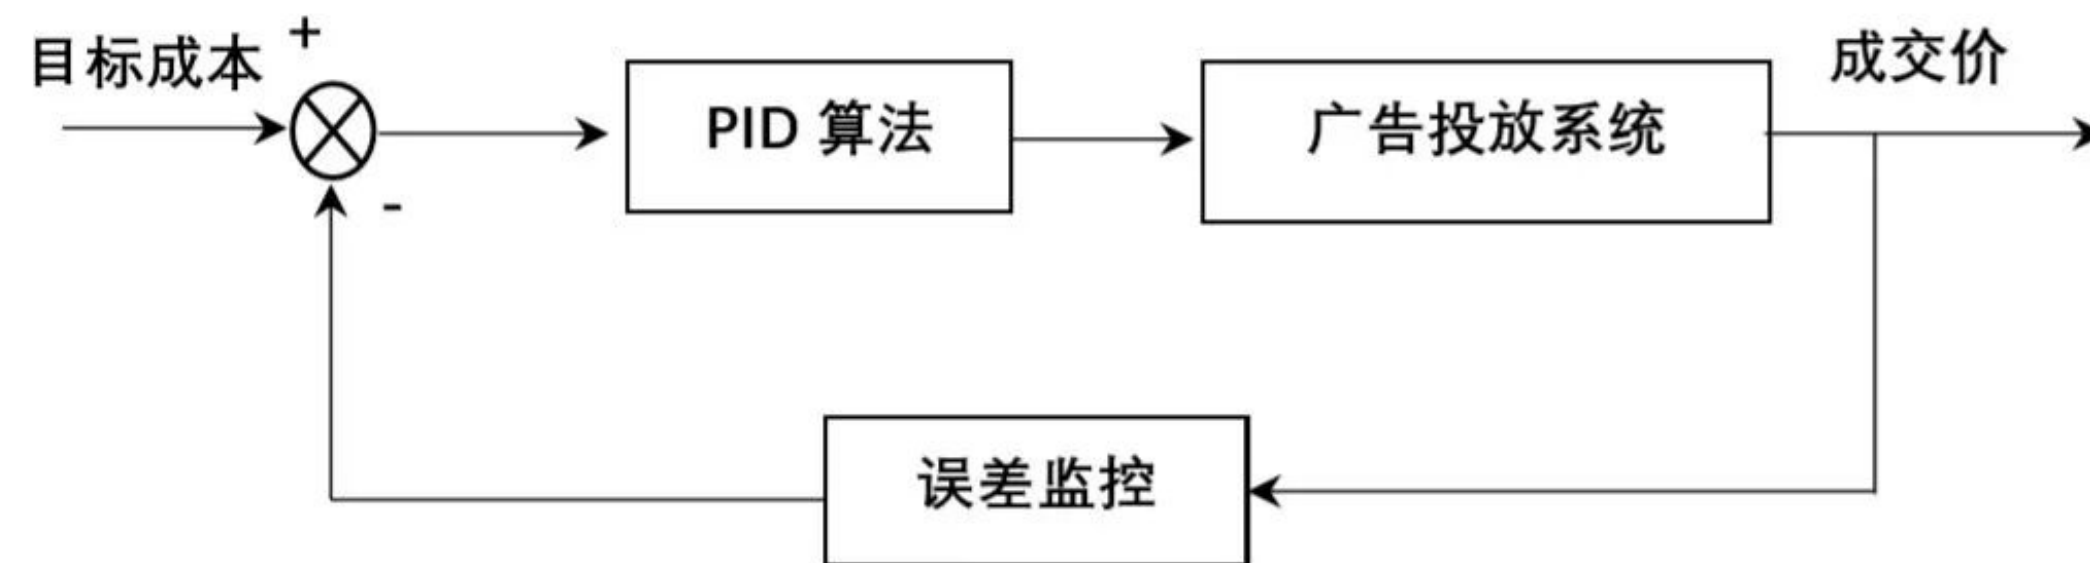 目标成本
+
PID 算法
广告投放系统
成交价
-
误差监控